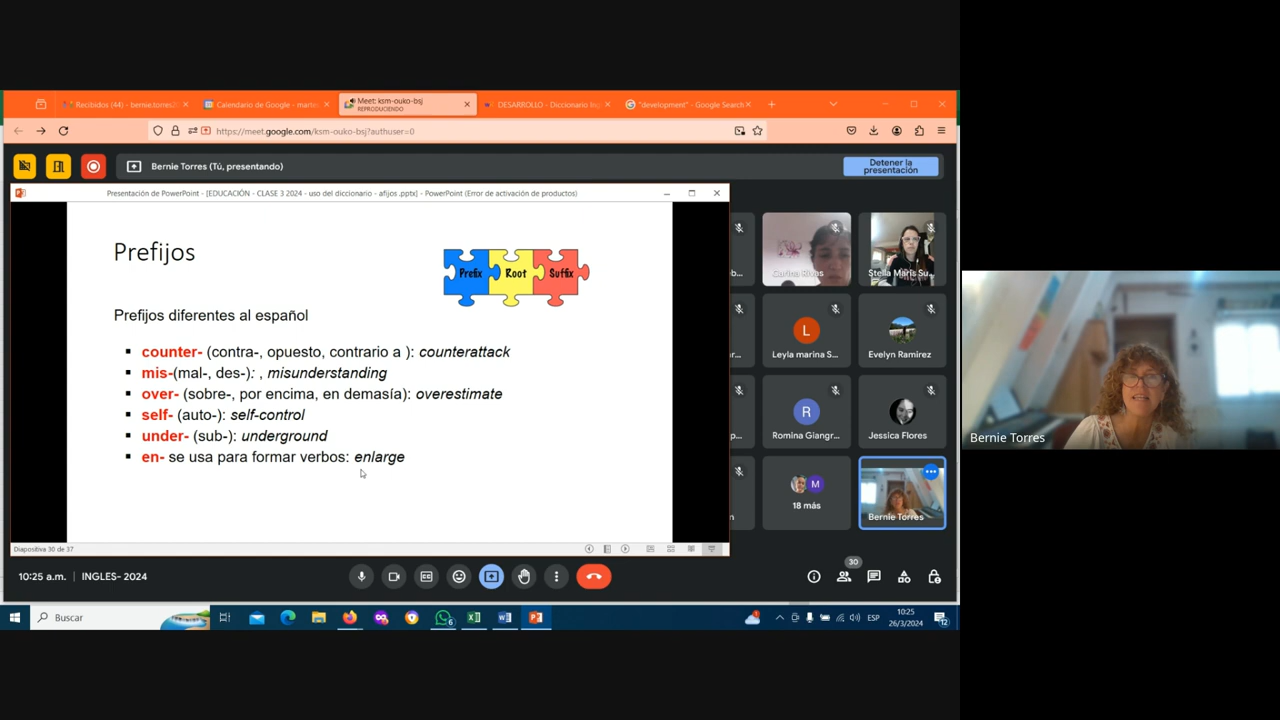 Recibidos (44) - bernie.torres20
Calendario de Google - martes
Meet: ksm-ouko-bsj
REPRODUCIENDO
DESARROLLO - Diccionario Ing
"development" - Google Search
https://meet.google.com/ksm-ouko-bsj?authuser=0
Bernie Torres (Tú, presentando)
Detener la
presentación
Presentación de PowerPoint - [EDUCACIÓN - CLASE 3 2024 - uso del diccionario - afijos .pptx] - PowerPoint (Error de activación de productos)
Prefijos
Prefix
Root
Suffix
Prefijos diferentes al español
counter- (contra-, opuesto, contrario a ): counterattack
mis-(mal-, des-): , misunderstanding
over- (sobre-, por encima, en demasía): overestimate
self- (auto-): self-control
under- (sub-): underground
en- se usa para formar verbos: enlarge
Diapositiva 30 de 37
Carina Rivas
Stella Maris Su...
L
Leyla marina S...
Evelyn Ramirez
R
Romina Giangr...
Jessica Flores
M
18 más
Bernie Torres
Bernie Torres
10:25 a.m. | INGLES- 2024
30
Buscar
6
ESP
10:25
26/3/2024
12